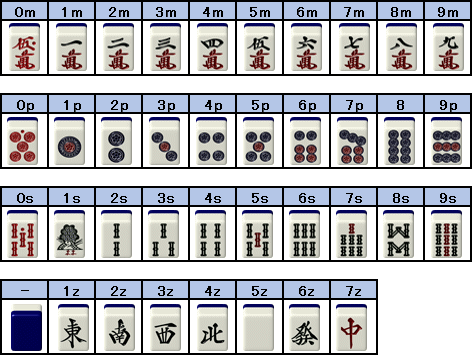 0m 1m 2m 3m 4m 5m 6m 7m 8m 9m
伍萬 一萬 二萬 三萬 四萬 伍萬 六萬 七萬 八萬 九萬
0p 1p 2p 3p 4p 5p 6p 7p 8 9p
0s 1s 2s 3s 4s 5s 6s 7s 8s 9s
− 1z 2z 3z 4z 5z 6z 7z
東 南 西 北 發 中